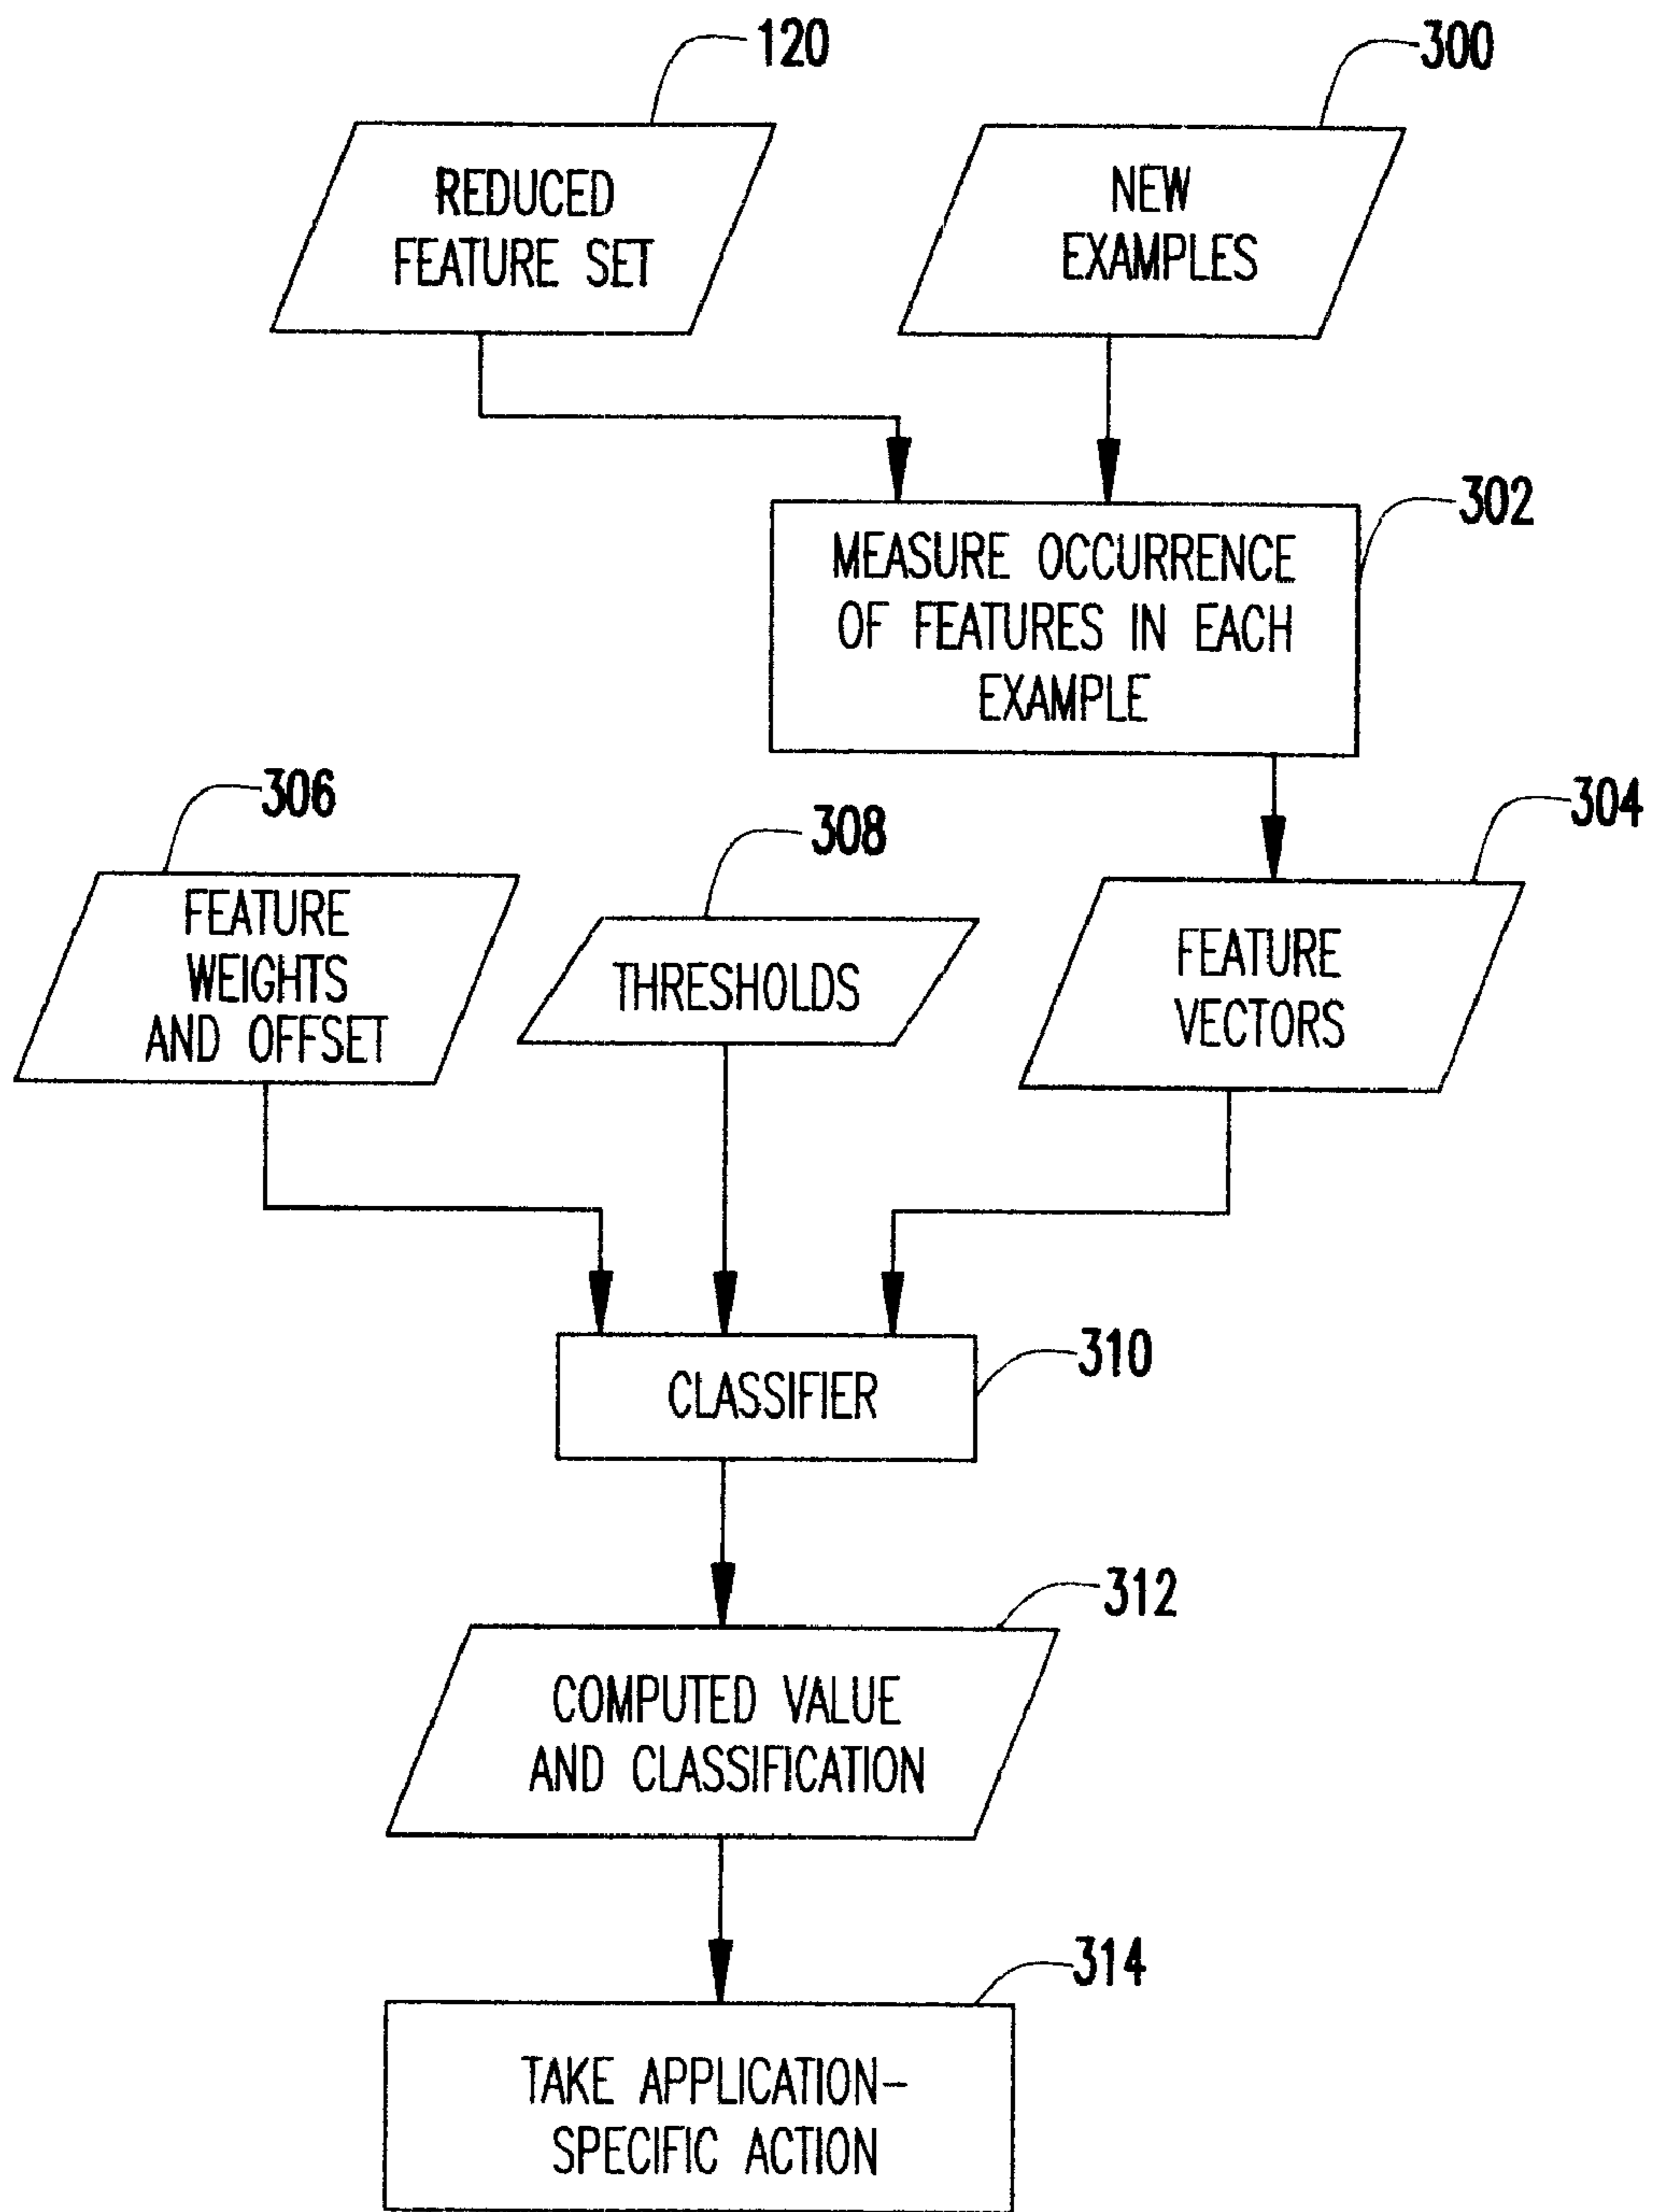 120
300
REDUCED
FEATURE SET
NEW
EXAMPLES
302
MEASURE OCCURRENCE
OF FEATURES IN EACH
EXAMPLE
306
308
304
FEATURE
WEIGHTS
AND OFFSET
THRESHOLDS
FEATURE
VECTORS
310
CLASSIFIER
312
COMPUTED VALUE
AND CLASSIFICATION
314
TAKE APPLICATION-
SPECIFIC ACTION